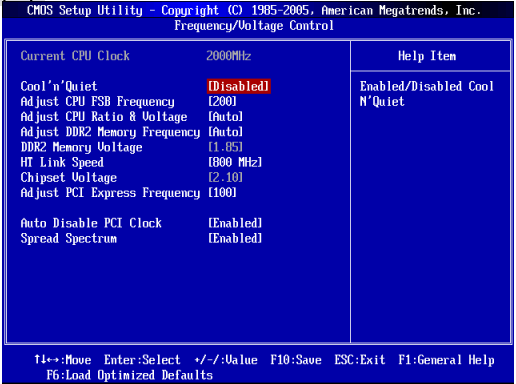 CMOS Setup Utility - Copyright (C) 1985-2005, American Megatrends, Inc.
Frequency/Voltage Control
Current CPU Clock 2000MHz
Help Item
Cool'n'Quiet [Disabled]
Enabled/Disabled Cool
Adjust CPU FSB Frequency [200]
N'Quiet
Adjust CPU Ratio & Voltage [Auto]
Adjust DDR2 Memory Frequency [Auto]
DDR2 Memory Voltage [1.85]
HT Link Speed [800 MHz]
Chipset Voltage [2.10]
Adjust PCI Express Frequency [100]
Auto Disable PCI Clock [Enabled]
Spread Spectrum [Enabled]
↑↓↔:Move Enter:Select +/-/:Value F10:Save ESC:Exit F1:General Help
F6:Load Optimized Defaults